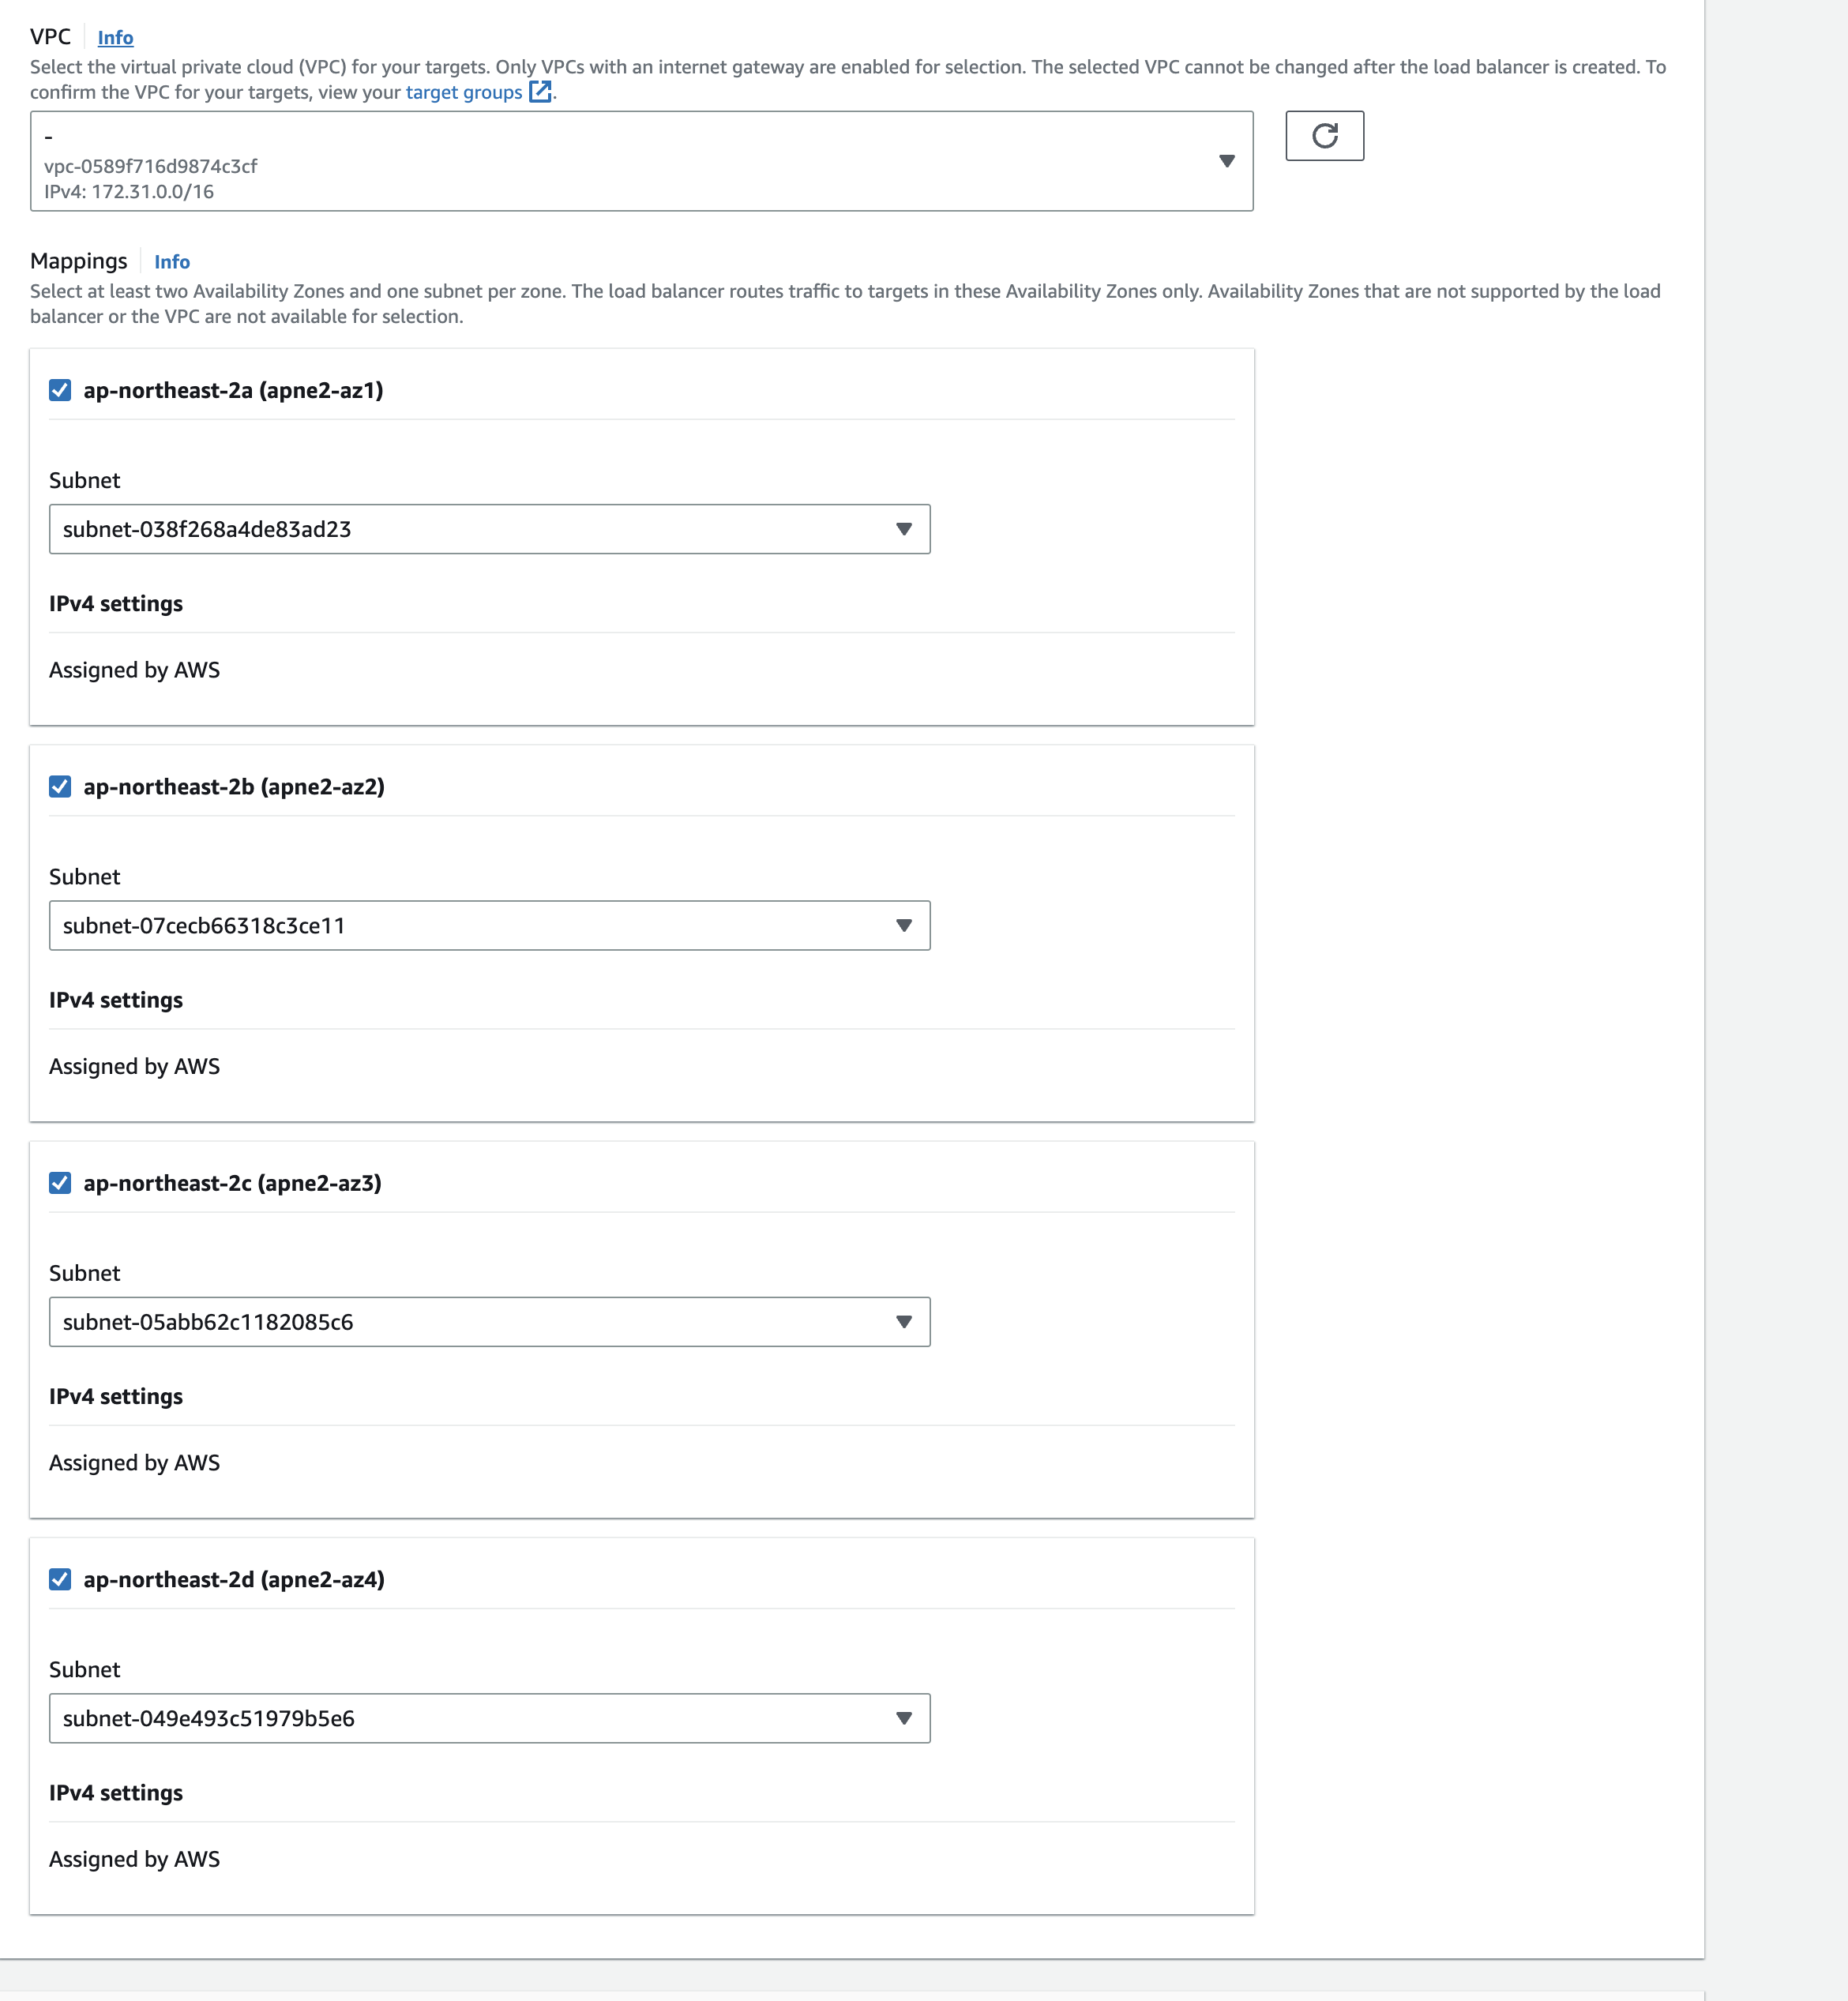 VPC Info
Select the virtual private cloud (VPC) for your targets. Only VPCs with an internet gateway are enabled for selection. The selected VPC cannot be changed after the load balancer is created. To
confirm the VPC for your targets, view your target groups.
-
vpc-0589f716d9874c3cf
IPv4: 172.31.0.0/16
Mappings Info
Select at least two Availability Zones and one subnet per zone. The load balancer routes traffic to targets in these Availability Zones only. Availability Zones that are not supported by the load
balancer or the VPC are not available for selection.
ap-northeast-2a (apne2-az1)
Subnet
subnet-038f268a4de83ad23
IPv4 settings
Assigned by AWS
ap-northeast-2b (apne2-az2)
Subnet
subnet-07cecb66318c3ce11
IPv4 settings
Assigned by AWS
ap-northeast-2c (apne2-az3)
Subnet
subnet-05abb62c1182085c6
IPv4 settings
Assigned by AWS
ap-northeast-2d (apne2-az4)
Subnet
subnet-049e493c51979b5e6
IPv4 settings
Assigned by AWS